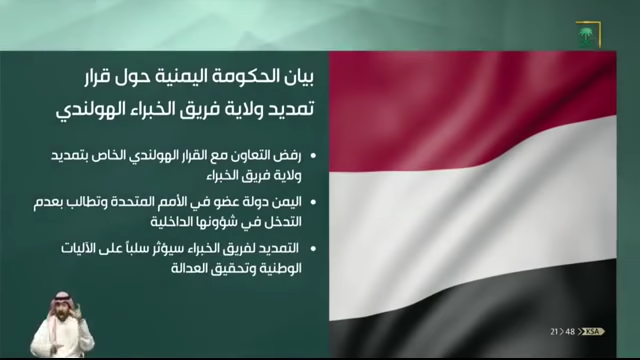 بيان الحكومة اليمنية حول قرار
تمديد ولاية فريق الخبراء الهولندي
• رفض التعاون مع القرار الهولندي الخاص بتمديد
ولاية فريق الخبراء
• اليمن دولة عضو في الأمم المتحدة وتطالب بعدم
التدخل في شؤونها الداخلية
• التمديد لفريق الخبراء سيؤثر سلباً على الآليات
الوطنية وتحقيق العدالة
21>48 KSA